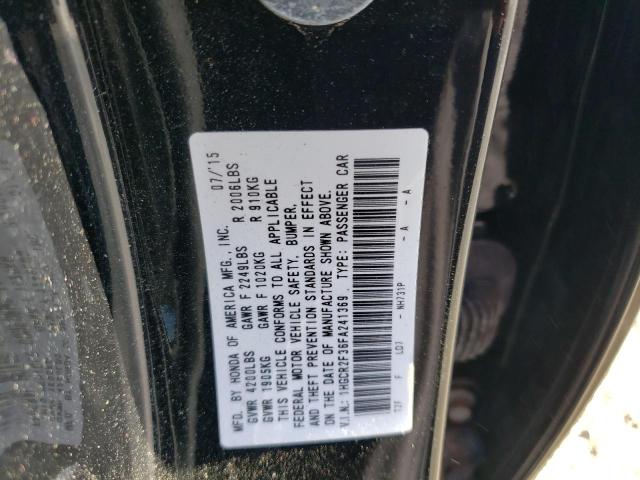 MFD. BY HONDA OF AMERICA MFG., INC. 07/'15
GVWR 4200LBS GAWR F 2249LBS R 2006LBS
GVWR 1905KG GAWR F 1020KG R 910KG
THIS VEHICLE CONFORMS TO ALL APPLICABLE
FEDERAL MOTOR VEHICLE SAFETY, BUMPER,
AND THEFT PREVENTION STANDARDS IN EFFECT
ON THE DATE OF MANUFACTURE SHOWN ABOVE.
V.I.N.: 1HGCR2F36FA241369 TYPE: PASSENGER CAR
T2F F LD7 NH731P - A - A